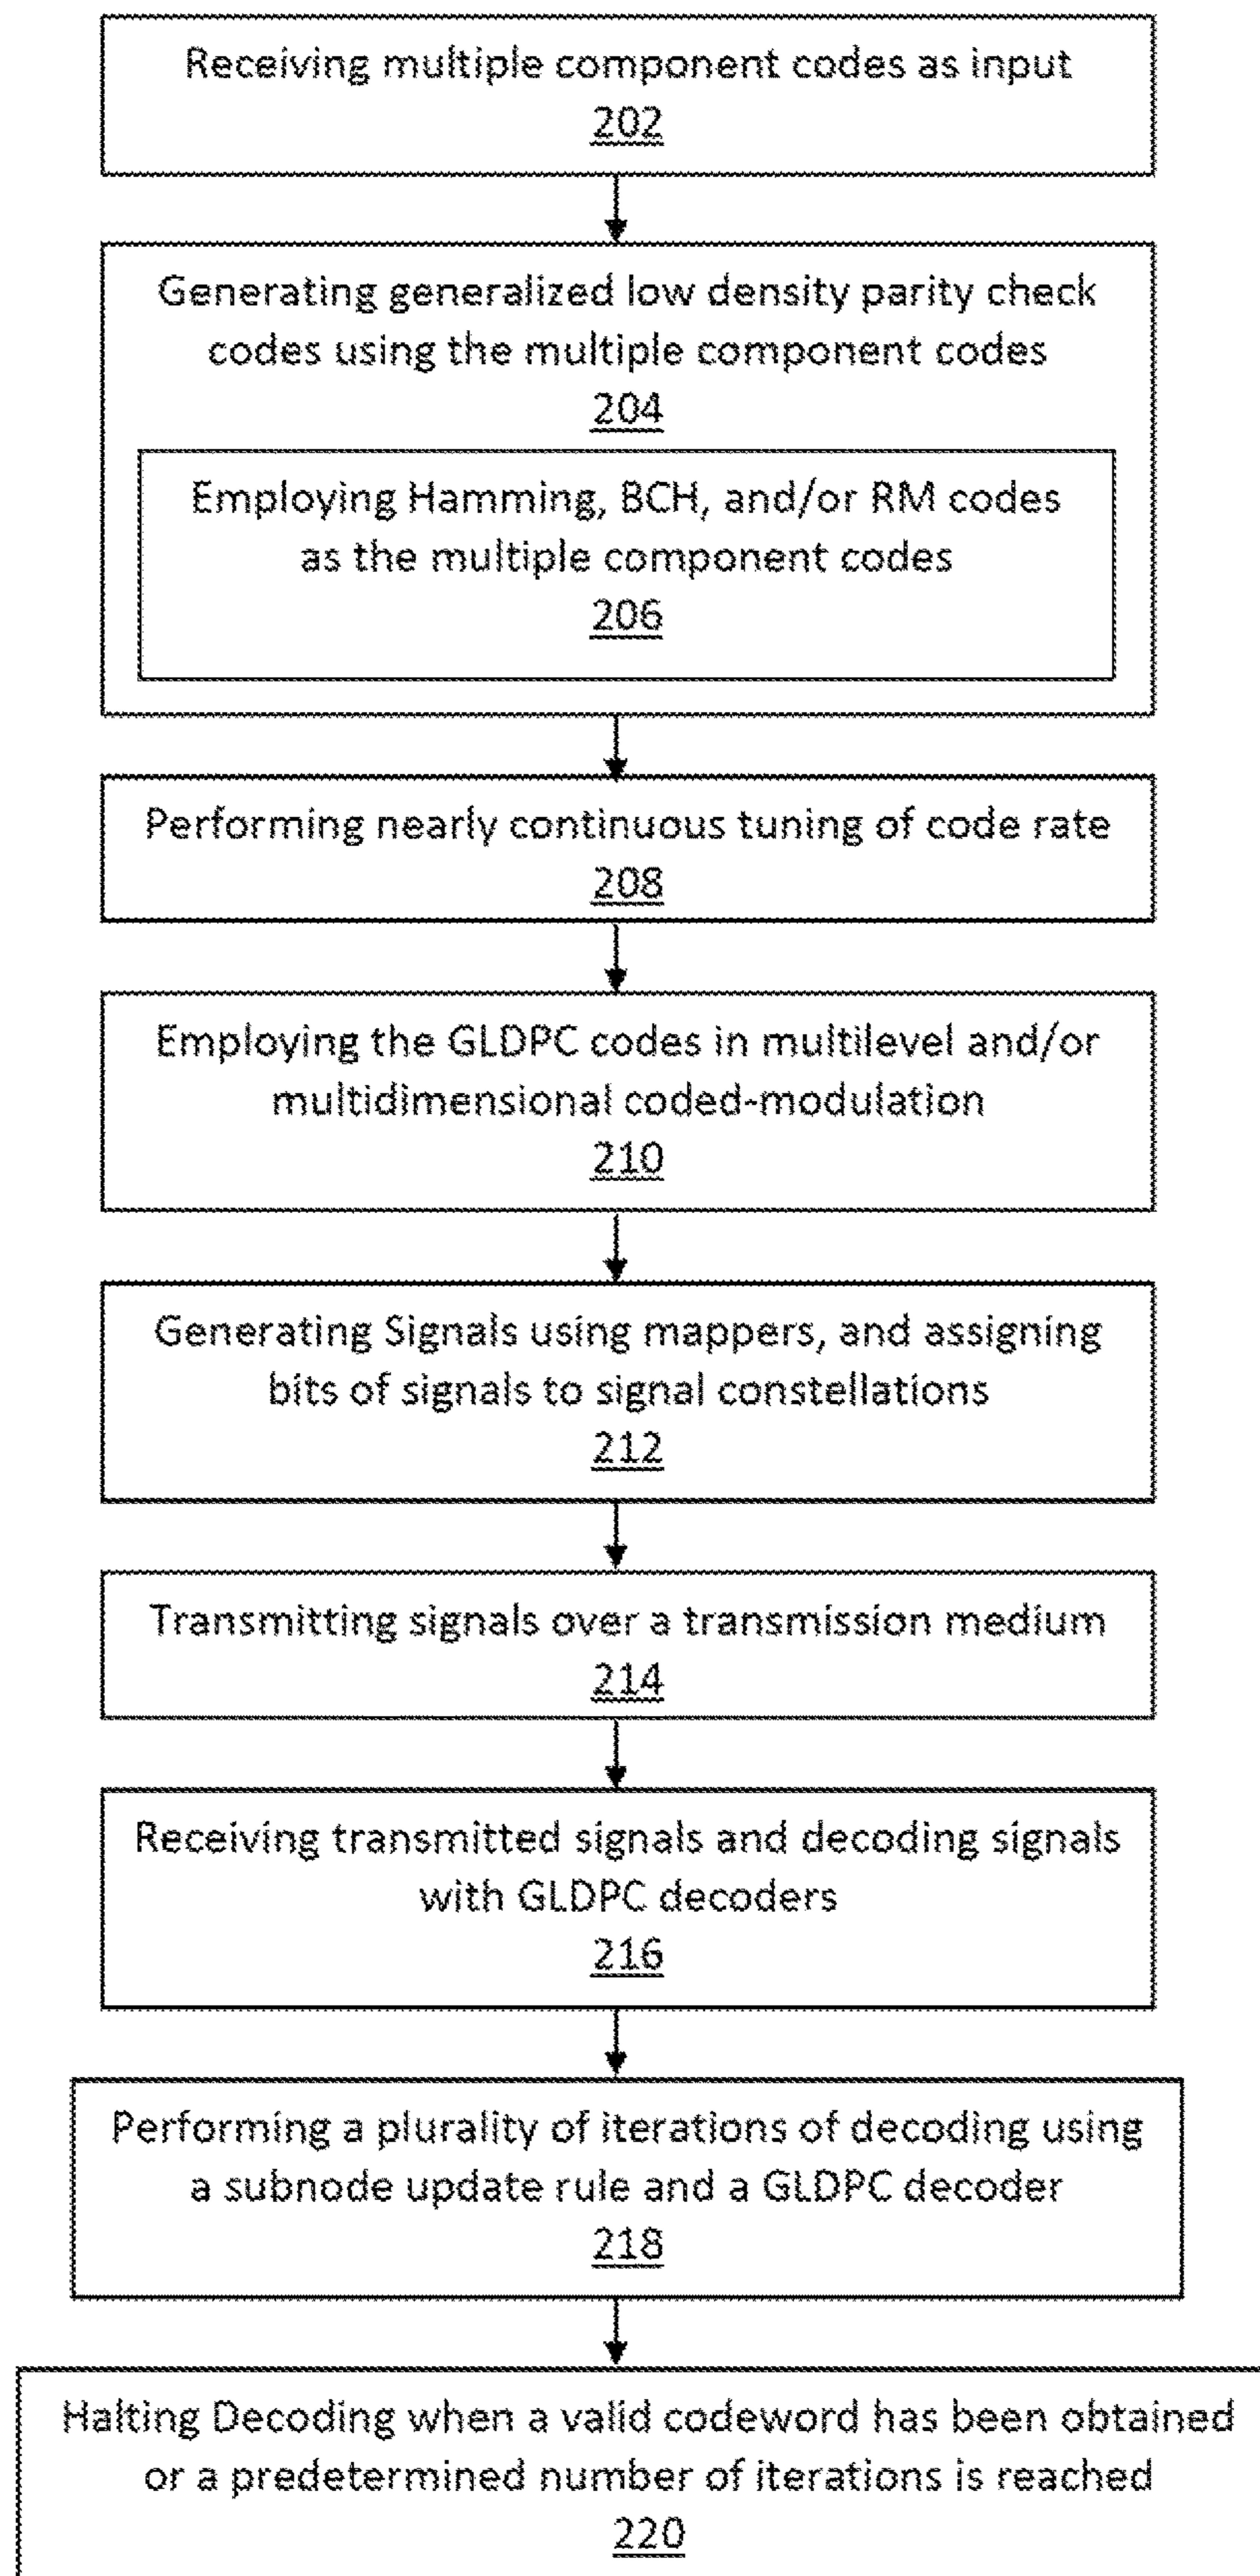 Receiving multiple component codes as input
202
Generating generalized low density parity check
codes using the multiple component codes
204
Employing Hamming, BCH, and/or RM codes
as the multiple component codes
206
Performing nearly continuous tuning of code rate
208
Employing the GLDPC codes in multilevel and/or
multidimensional coded-modulation
210
Generating Signals using mappers, and assigning
bits of signals to signal constellations
212
Transmitting signals over a transmission medium
214
Receiving transmitted signals and decoding signals
with GLDPC decoders
216
Performing a plurality of iterations of decoding using
a subnode update rule and a GLDPC decoder
218
Halting Decoding when a valid codeword has been obtained
or a predetermined number of iterations is reached
220